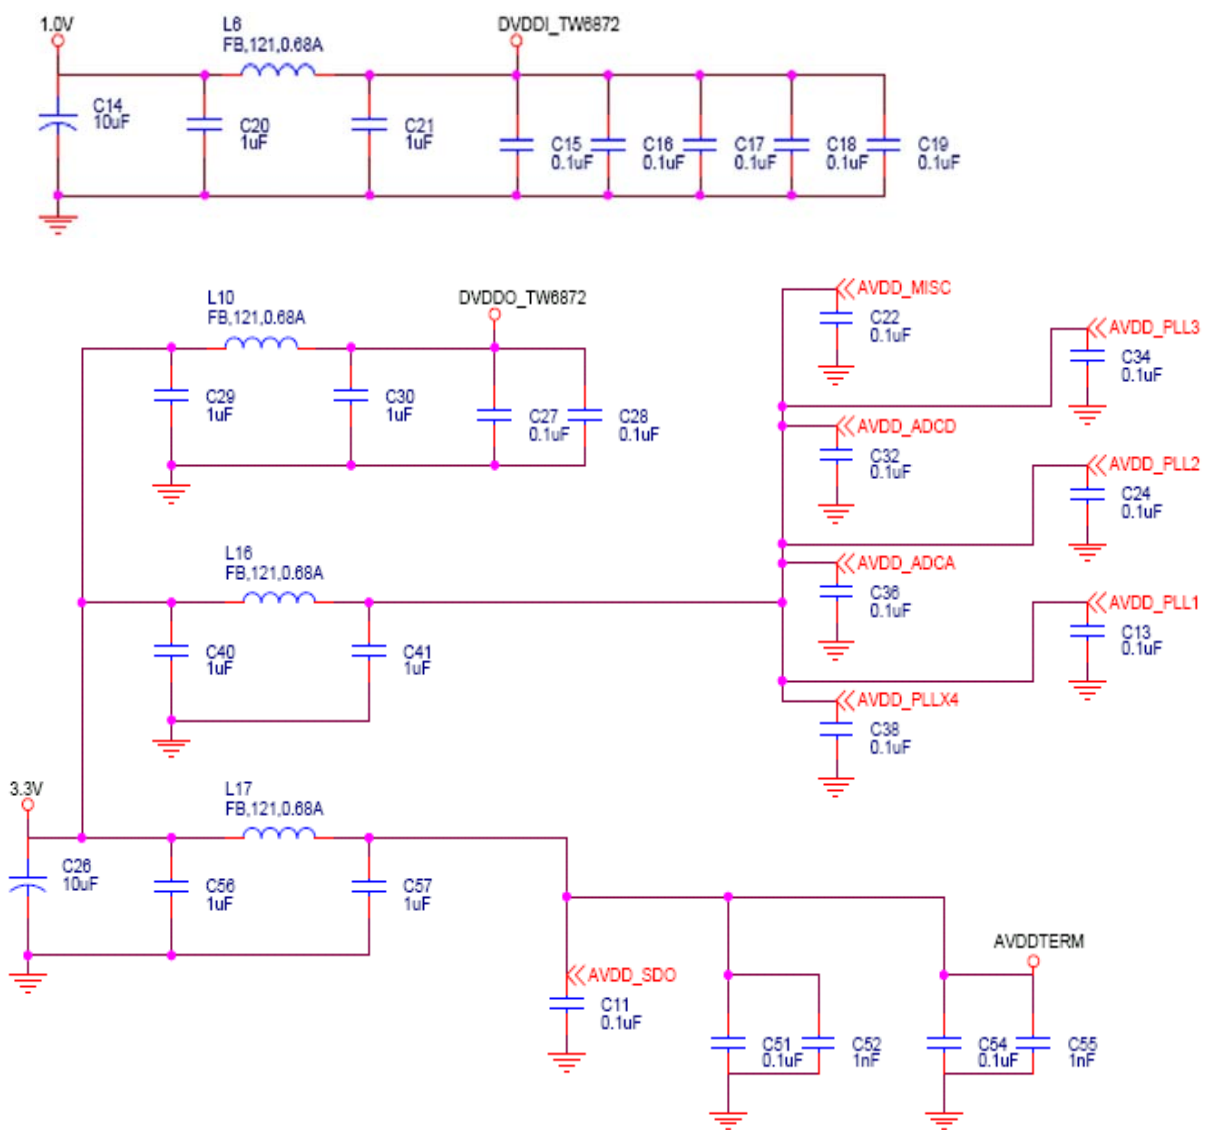 1.0V
L6
FB,121,0.68A
DVDDI_TW6872
C14
10uF
C20
1uF
C21
1uF
C15
0.1uF
C16
0.1uF
C17
0.1uF
C18
0.1uF
C19
0.1uF
L10
FB,121,0.68A
DVDDO_TW6872
C29
1uF
C30
1uF
C27
0.1uF
C28
0.1uF
AVDD_MISC
C22
0.1uF
AVDD_PLL3
C34
0.1uF
AVDD_ADCD
C32
0.1uF
AVDD_PLL2
C24
0.1uF
L16
FB,121,0.68A
AVDD_ADCA
C36
0.1uF
AVDD_PLL1
C13
0.1uF
C40
1uF
C41
1uF
AVDD_PLLX4
C38
0.1uF
3.3V
L17
FB,121,0.68A
C26
10uF
C56
1uF
C57
1uF
AVDDTERM
AVDD_SDO
C11
0.1uF
C51
0.1uF
C52
1nF
C54
0.1uF
C55
1nF